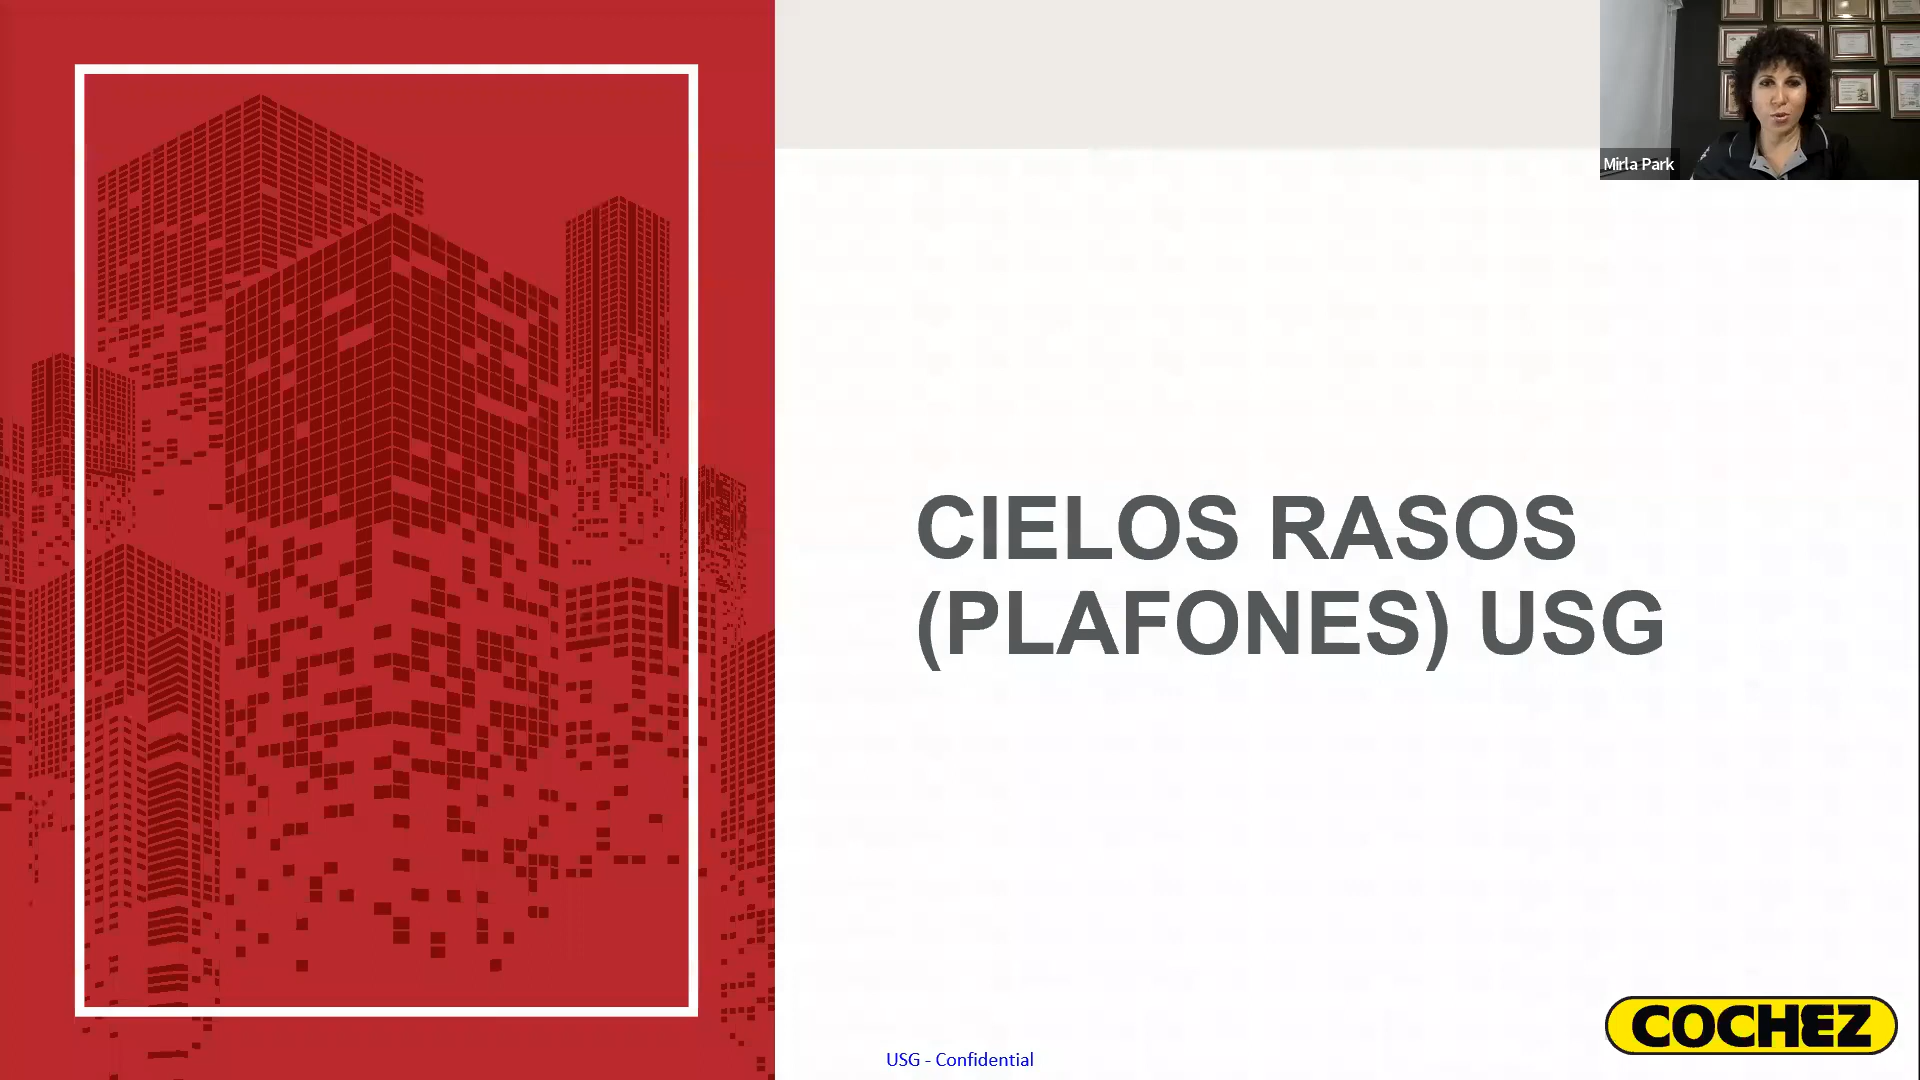 Mirla Park
CIELOS RASOS
(PLAFONES) USG
COCHEZ
USG - Confidential